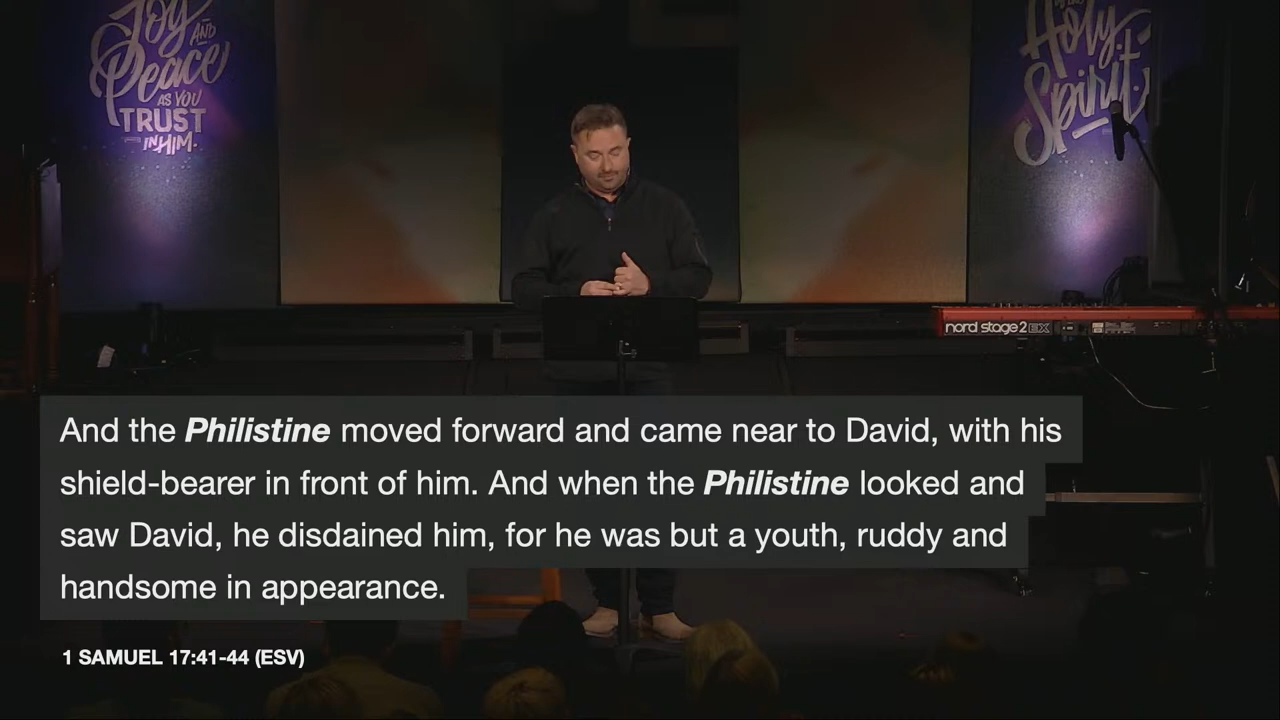 Joy
AND
Peace
AS YOU
TRUST
IN HIM.
Holy
Spirit
nord stage 2 EX
And the Philistine moved forward and came near to David, with his
shield-bearer in front of him. And when the Philistine looked and
saw David, he disdained him, for he was but a youth, ruddy and
handsome in appearance.
1 SAMUEL 17:41-44 (ESV)